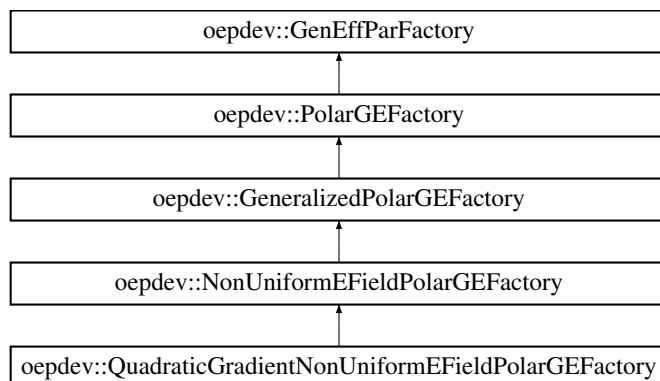 oepdev::GenEffParFactory
oepdev::PolarGEFactory
oepdev::GeneralizedPolarGEFactory
oepdev::NonUniformEFieldPolarGEFactory
oepdev::QuadraticGradientNonUniformEFieldPolarGEFactory